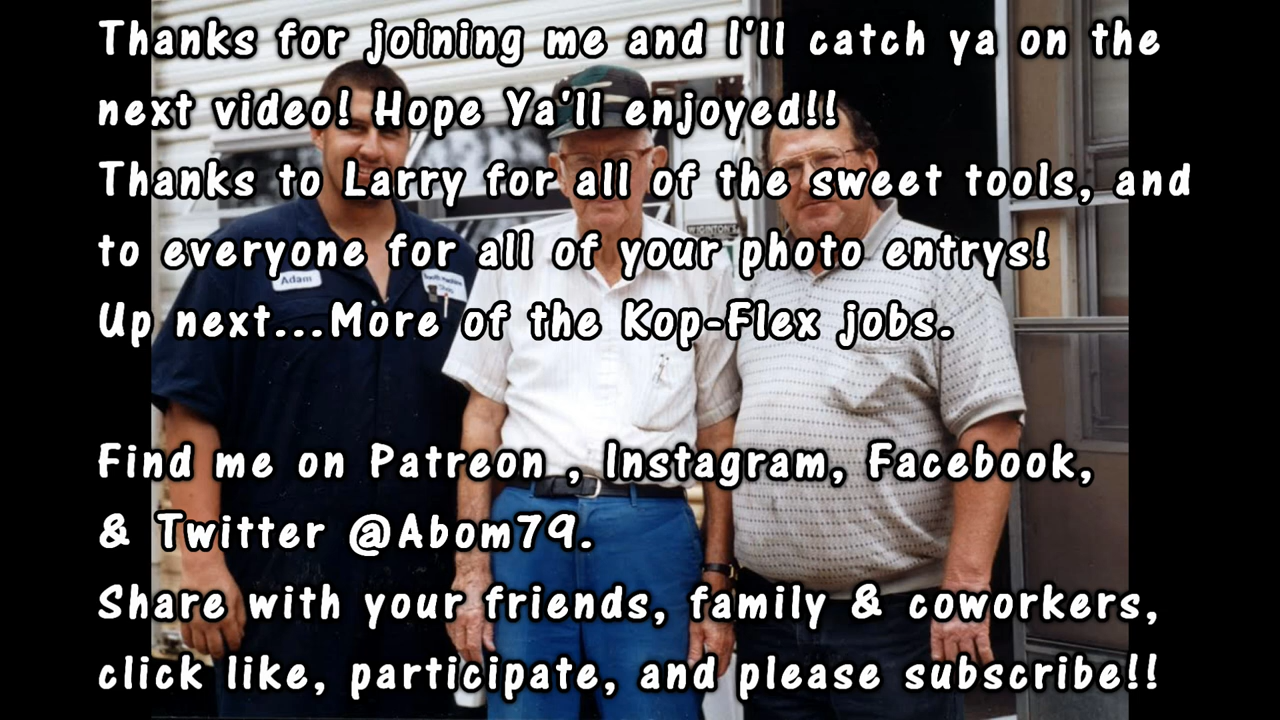 Thanks for joining me and I'll catch ya on the
next video! Hope Ya'll enjoyed!!
Thanks to Larry for all of the sweet tools, and
to everyone for all of your photo entrys!
Up next...More of the Kop-Flex jobs.
Find me on Patreon , Instagram, Facebook,
& Twitter @Abom79.
Share with your friends, family & coworkers,
click like, participate, and please subscribe!!
WIGINTON'S
Adam